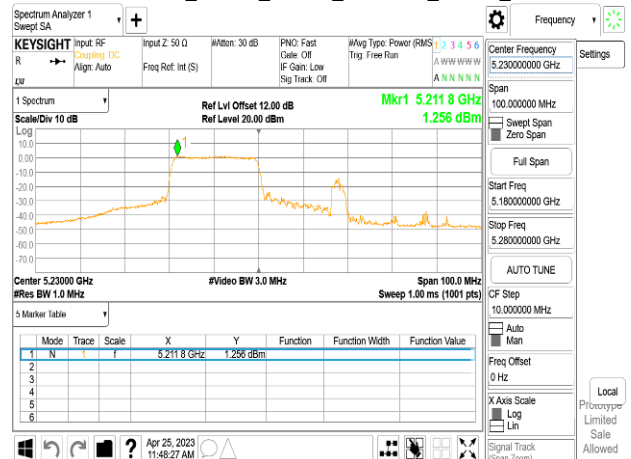 Spectrum Analyzer 1
Swept SA
Frequency
KEYSIGHT
R
Input: RF
Coupling: DC
Align: Auto
Input Z: 50 Ω
Freq Ref: Int (S)
#Atten: 30 dB
PNO: Fast
Gate: Off
IF Gain: Low
Sig Track: Off
#Avg Type: Power (RMS
Trig: Free Run
1 2 3 4 5 6
A W W W W W
A N N N N N
1 Spectrum
Scale/Div 10 dB
Ref Lvl Offset 12.00 dB
Ref Level 20.00 dBm
Mkr1 5.211 8 GHz
1.256 dBm
Log
10.0
0.00
-10.0
-20.0
-30.0
-40.0
-50.0
-60.0
-70.0
1
Center 5.23000 GHz
#Res BW 1.0 MHz
#Video BW 3.0 MHz
Span 100.0 MHz
Sweep 1.00 ms (1001 pts)
5 Marker Table
Mode Trace Scale X Y Function Function Width Function Value
1 N 1 f 5.211 8 GHz 1.256 dBm
2
3
4
5
6
Apr 25, 2023
11:48:27 AM
Center Frequency
5.230000000 GHz
Settings
Span
100.000000 MHz
Swept Span
Zero Span
Full Span
Start Freq
5.180000000 GHz
Stop Freq
5.280000000 GHz
AUTO TUNE
CF Step
10.000000 MHz
Auto
Man
Freq Offset
0 Hz
X Axis Scale
Log
Lin
Signal Track
(Span Zoom)
Local
Prototype
Limited
Sale
Allowed